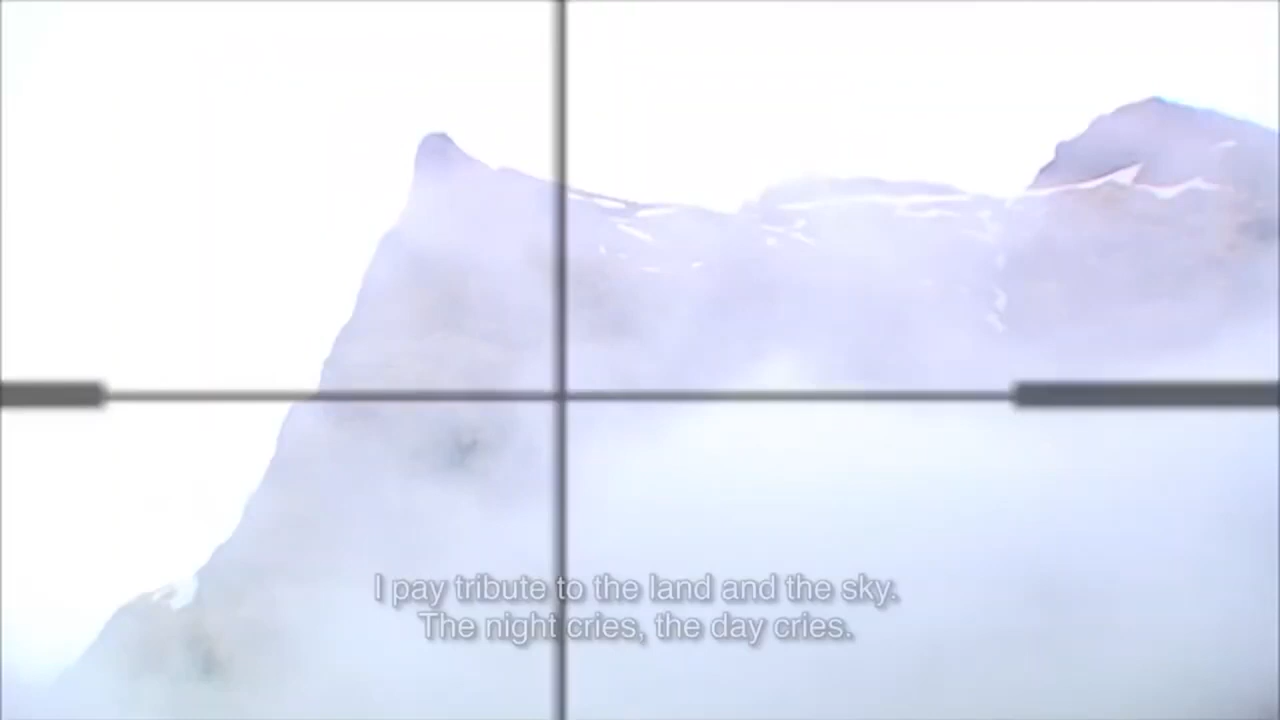 I pay tribute to the land and the sky.
The night cries, the day cries.